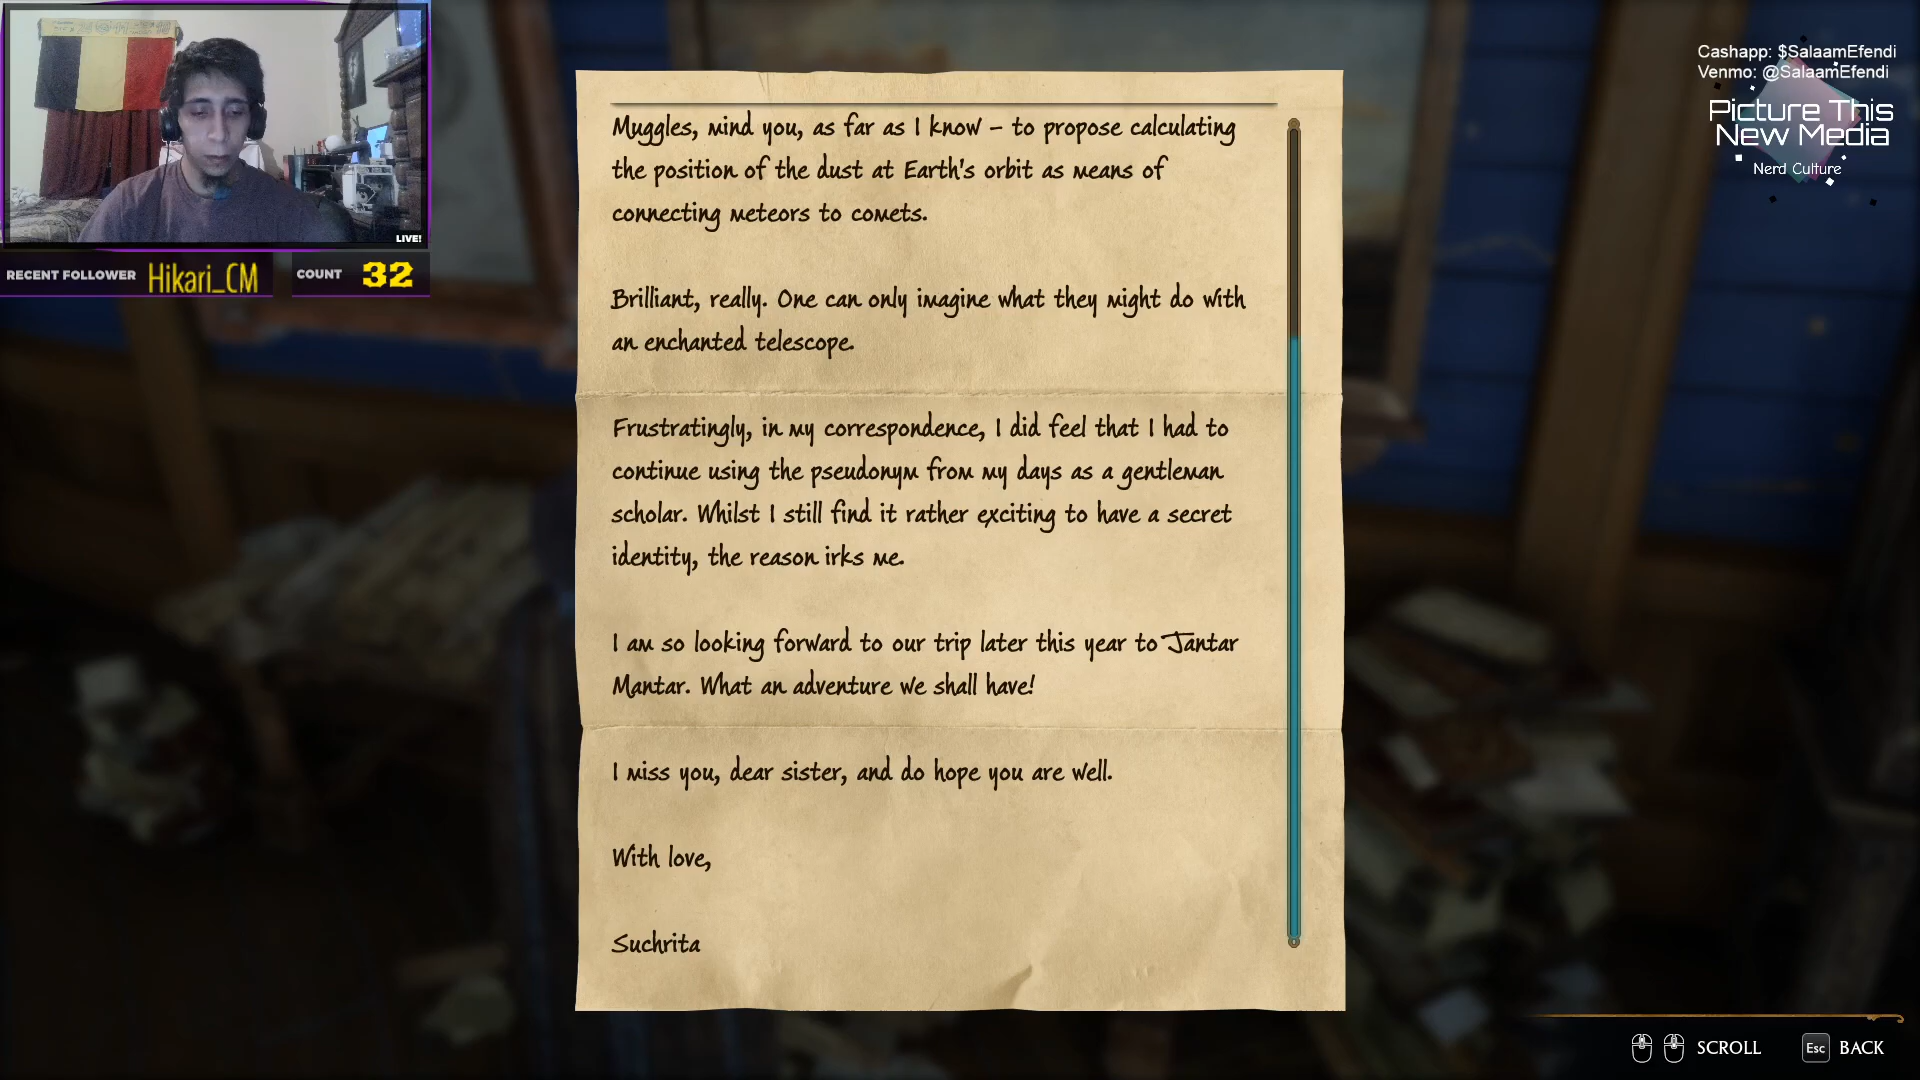 Cashapp: $SalaamEfendi
Venmo: @SalaamEfendi
Picture This
New Media
Nerd Culture
LIVE!
RECENT FOLLOWER Hikari_CM COUNT 32
Muggles, mind you, as far as I know – to propose calculating
the position of the dust at Earth's orbit as means of
connecting meteors to comets.
Brilliant, really. One can only imagine what they might do with
an enchanted telescope.
Frustratingly, in my correspondence, I did feel that I had to
continue using the pseudonym from my days as a gentleman
scholar. Whilst I still find it rather exciting to have a secret
identity, the reason irks me.
I am so looking forward to our trip later this year to Jantar
Mantar. What an adventure we shall have!
I miss you, dear sister, and do hope you are well.
With love,
Suchrita
SCROLL Esc BACK